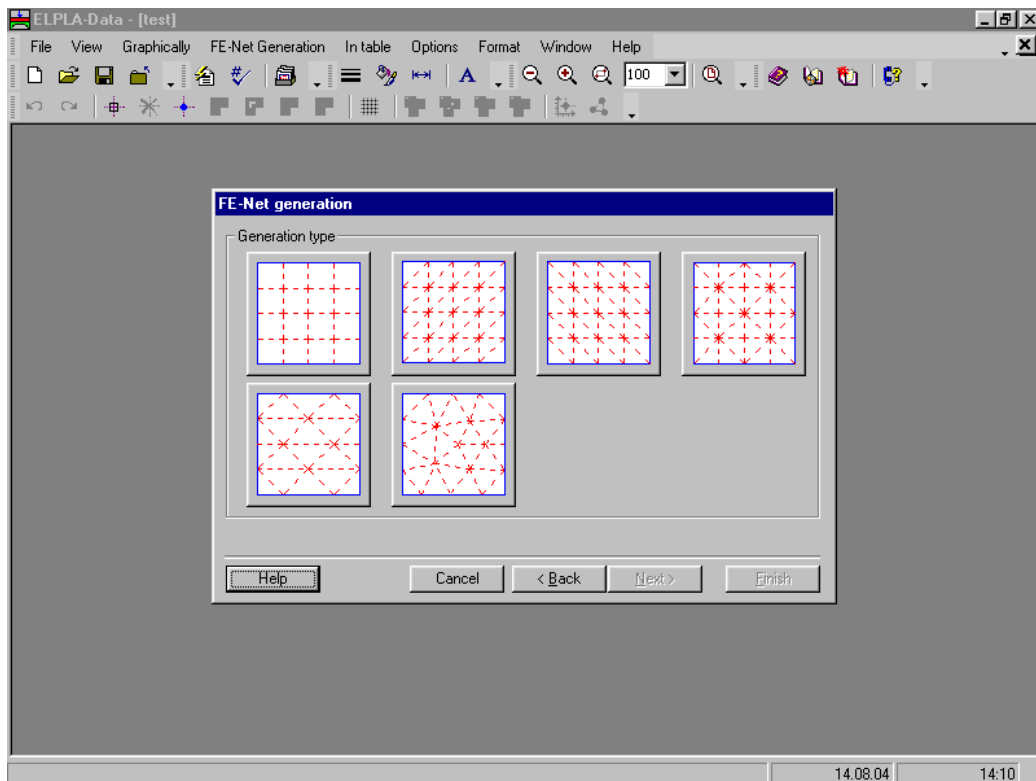 ELPLA-Data - [test]
File View Graphically FE-Net Generation In table Options Format Window Help
A 100
FE-Net generation
Generation type
Help Cancel < Back Next > Finish
14.08.04 14:10